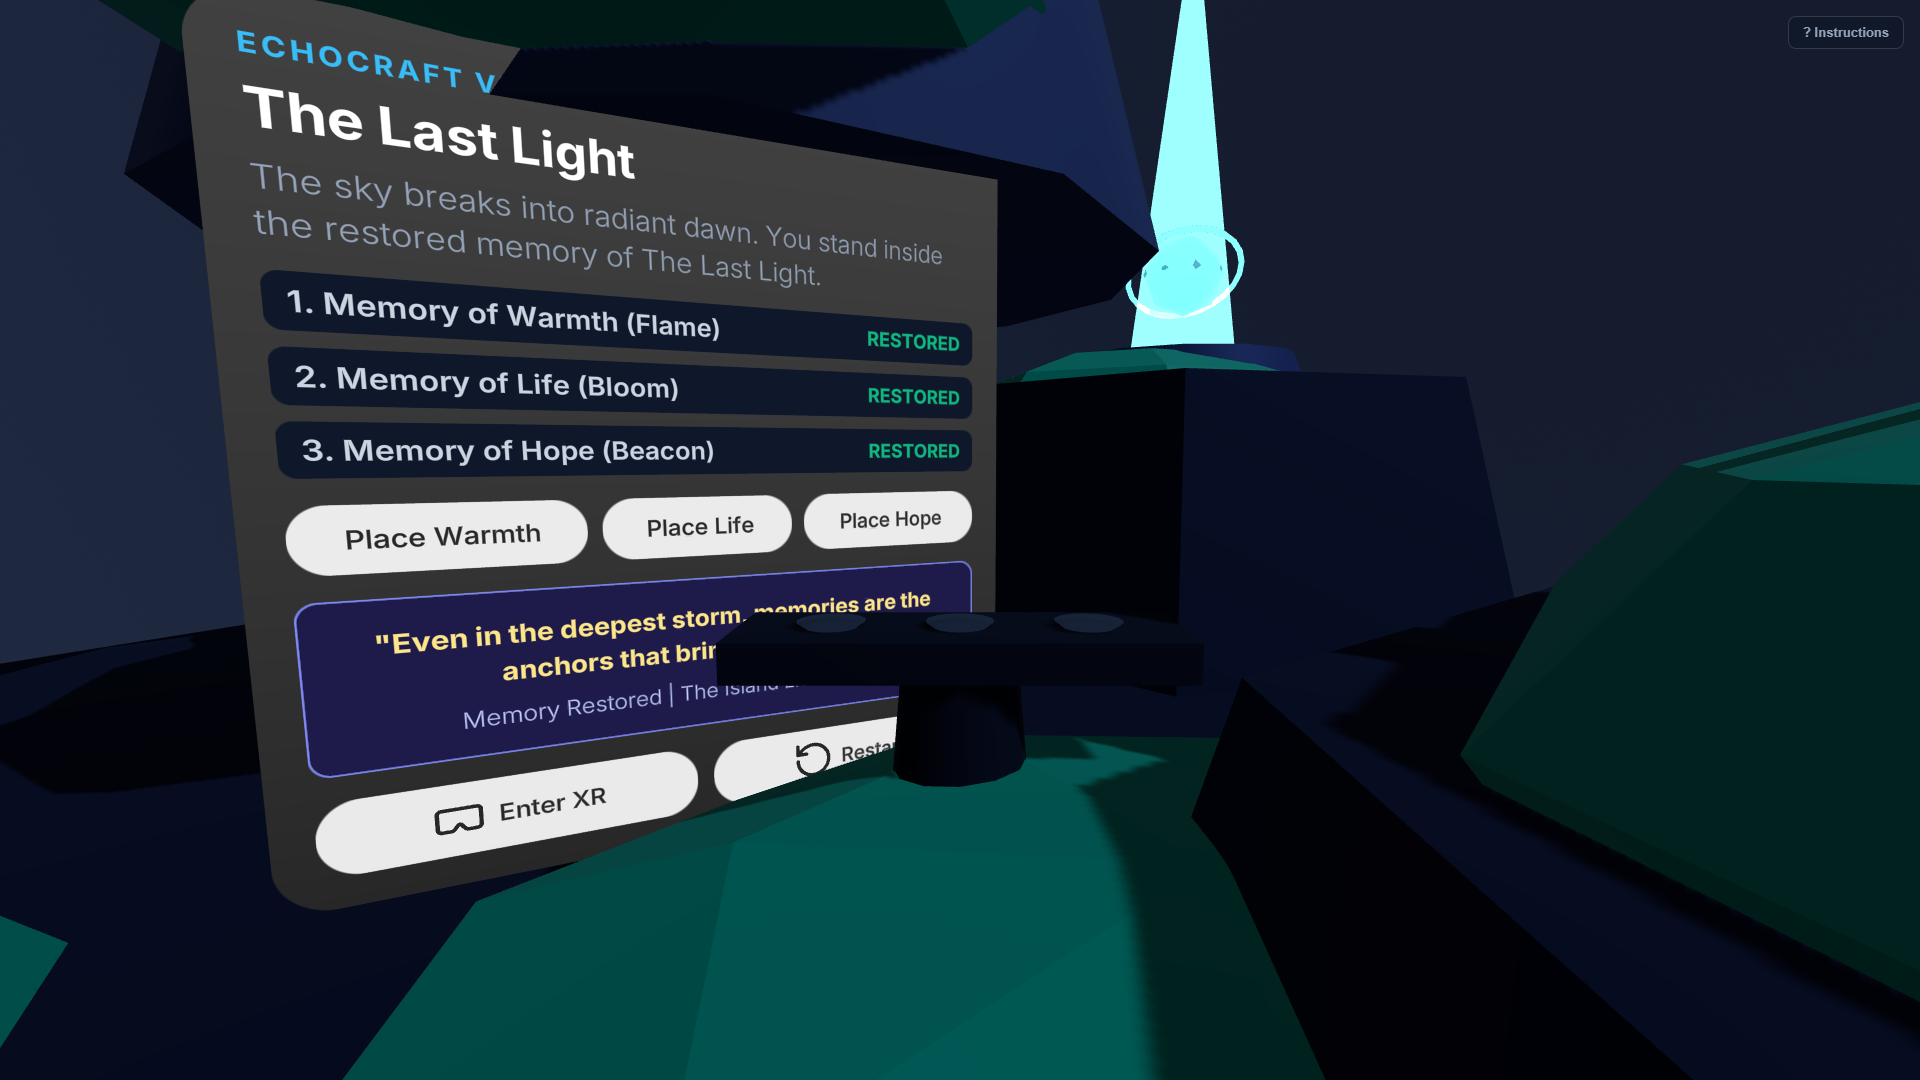 ? Instructions
ECHOCRAFT V
The Last Light
The sky breaks into radiant dawn. You stand inside
the restored memory of The Last Light.
1. Memory of Warmth (Flame) RESTORED
2. Memory of Life (Bloom) RESTORED
3. Memory of Hope (Beacon) RESTORED
Place Warmth Place Life Place Hope
"Even in the deepest storm, memories are the
anchors that
Memory Restored | The Island
Enter XR